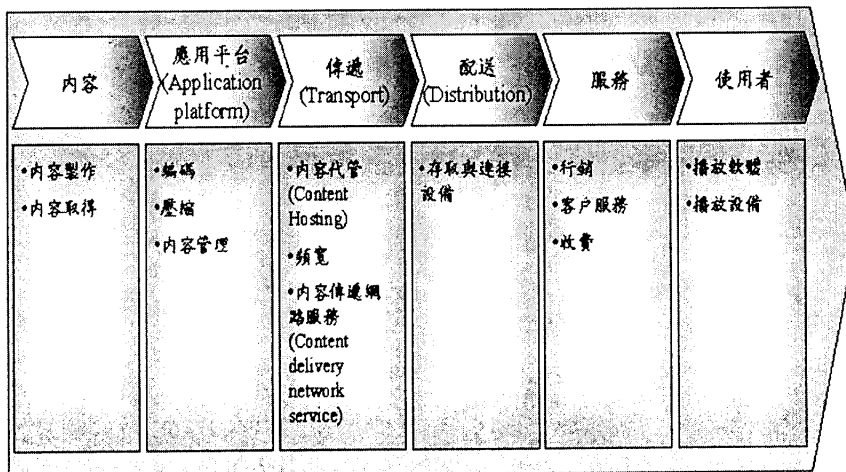 內容
應用平台
(Application
platform)
傳遞
(Transport)
配送
(Distribution)
服務
使用者
•內容製作
•內容取得
•編碼
•壓縮
•內容管理
•內容代管
(Content
Hosting)
•頻寬
•內容傳遞網
路服務
(Content
delivery
network
service)
•存取與連接
設備
•行銷
•客戶服務
•收費
•播放軟體
•播放設備